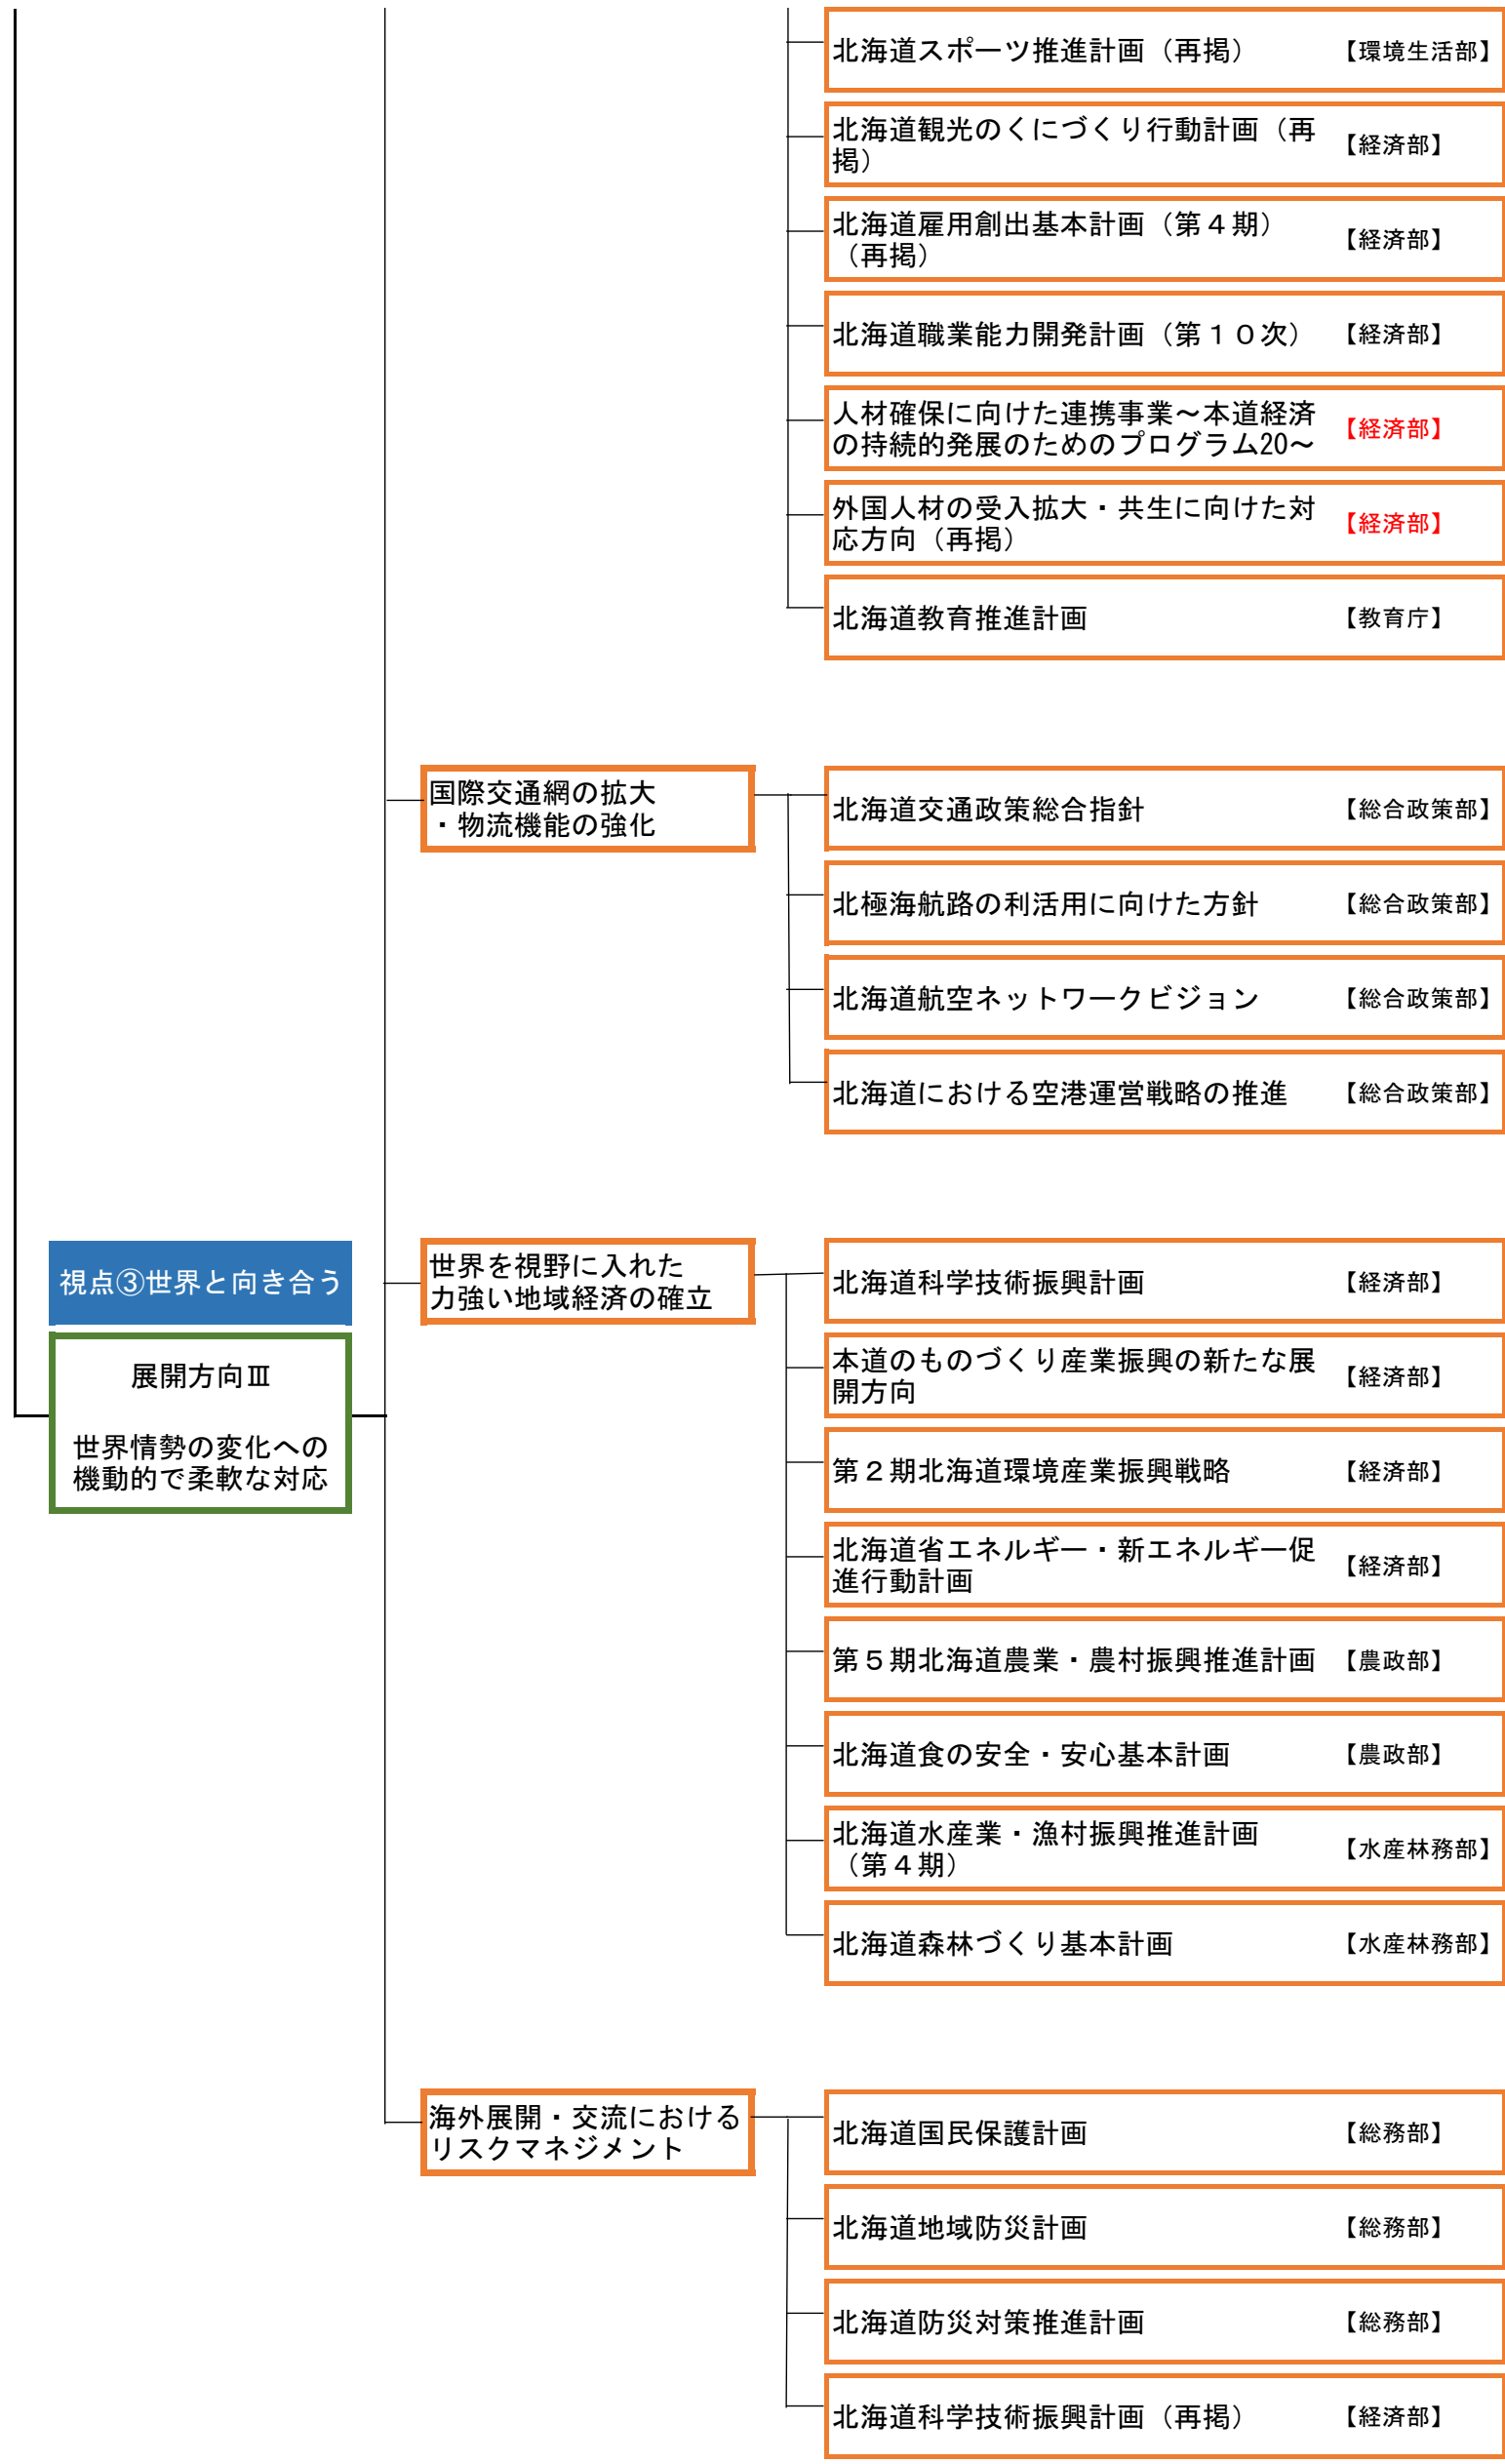 北海道スポーツ推進計画（再掲） 【環境生活部】
北海道観光のくにづくり行動計画（再
掲） 【経済部】
北海道雇用創出基本計画（第４期）
（再掲） 【経済部】
北海道職業能力開発計画（第１０次） 【経済部】
人材確保に向けた連携事業～本道経済
の持続的発展のためのプログラム20～ 【経済部】
外国人材の受入拡大・共生に向けた対
応方向（再掲） 【経済部】
北海道教育推進計画 【教育庁】
国際交通網の拡大
・物流機能の強化
北海道交通政策総合指針 【総合政策部】
北極海航路の利活用に向けた方針 【総合政策部】
北海道航空ネットワークビジョン 【総合政策部】
北海道における空港運営戦略の推進 【総合政策部】
視点③世界と向き合う
展開方向Ⅲ
世界情勢の変化への
機動的で柔軟な対応
世界を視野に入れた
力強い地域経済の確立
北海道科学技術振興計画 【経済部】
本道のものづくり産業振興の新たな展
開方向 【経済部】
第２期北海道環境産業振興戦略 【経済部】
北海道省エネルギー・新エネルギー促
進行動計画 【経済部】
第５期北海道農業・農村振興推進計画 【農政部】
北海道食の安全・安心基本計画 【農政部】
北海道水産業・漁村振興推進計画
（第４期） 【水産林務部】
北海道森林づくり基本計画 【水産林務部】
海外展開・交流における
リスクマネジメント
北海道国民保護計画 【総務部】
北海道地域防災計画 【総務部】
北海道防災対策推進計画 【総務部】
北海道科学技術振興計画（再掲） 【経済部】